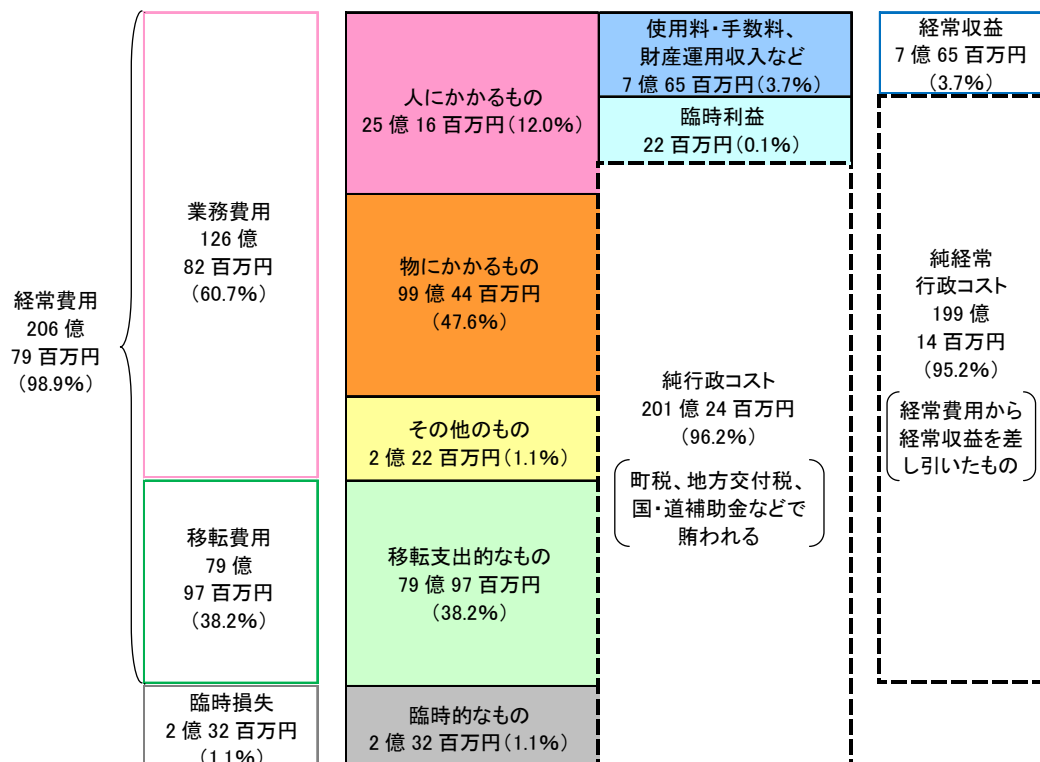 経常費用
206 億
79 百万円
（98.9％）
業務費用
126 億
82 百万円
（60.7％）
移転費用
79 億
97 百万円
（38.2％）
臨時損失
2 億 32 百万円
（1.1％）
人にかかるもの
25 億 16 百万円（12.0％）
物にかかるもの
99 億 44 百万円
（47.6％）
その他のもの
2 億 22 百万円（1.1％）
移転支出的なもの
79 億 97 百万円
（38.2％）
臨時的なもの
2 億 32 百万円（1.1％）
使用料・手数料、
財産運用収入など
7 億 65 百万円（3.7％）
臨時利益
22 百万円（0.1％）
純行政コスト
201 億 24 百万円
（96.2％）
町税、地方交付税、
国・道補助金などで
賄われる
経常収益
7 億 65 百万円
（3.7％）
純経常
行政コスト
199 億
14 百万円
（95.2％）
経常費用から
経常収益を差
し引いたもの